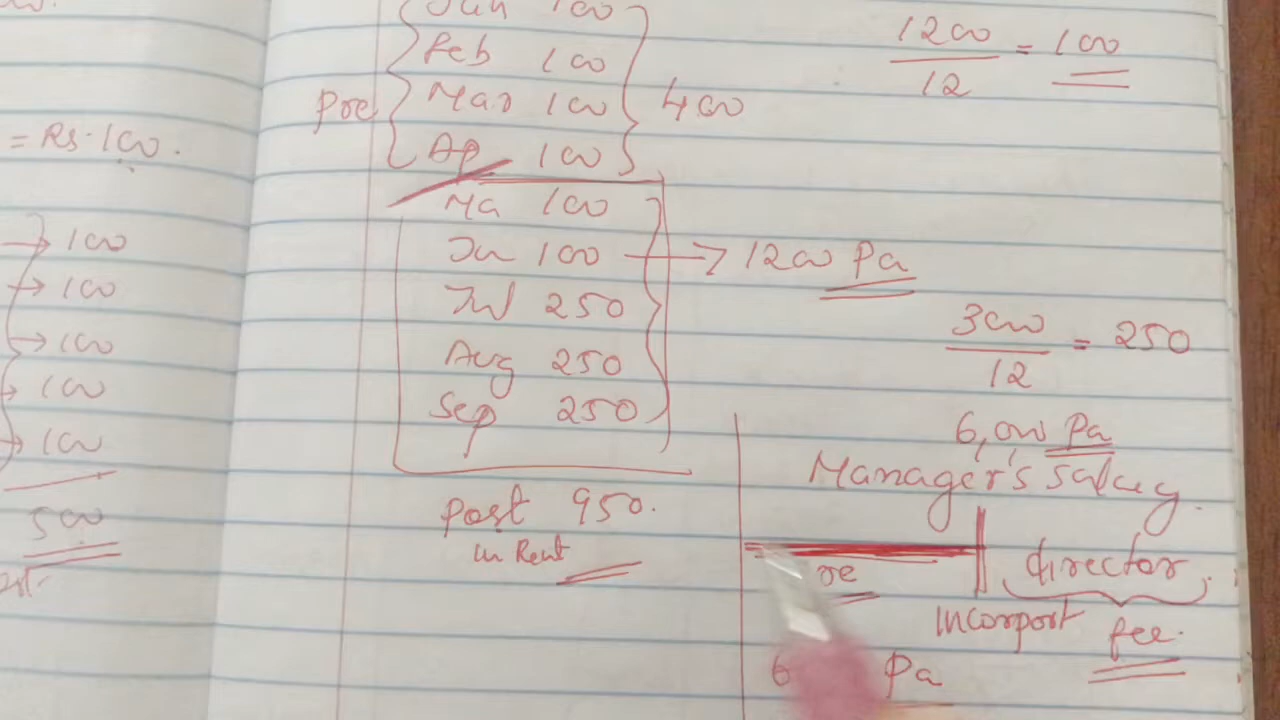 = Rs. 100.
→ 100
→ 100
→ 100
→ 100
→ 100
500
Jan 100
Feb 100
Pre Mar 100 400
Ap 100
Ma 100
Ju 100 → 1200 Pa
Jul 250
Aug 250
Sep 250
Post 950.
in Rent
1200
12 = 100
3000
12 = 250
6,000 Pa
Manager's salary.
director.
Incorport fee.
Pa